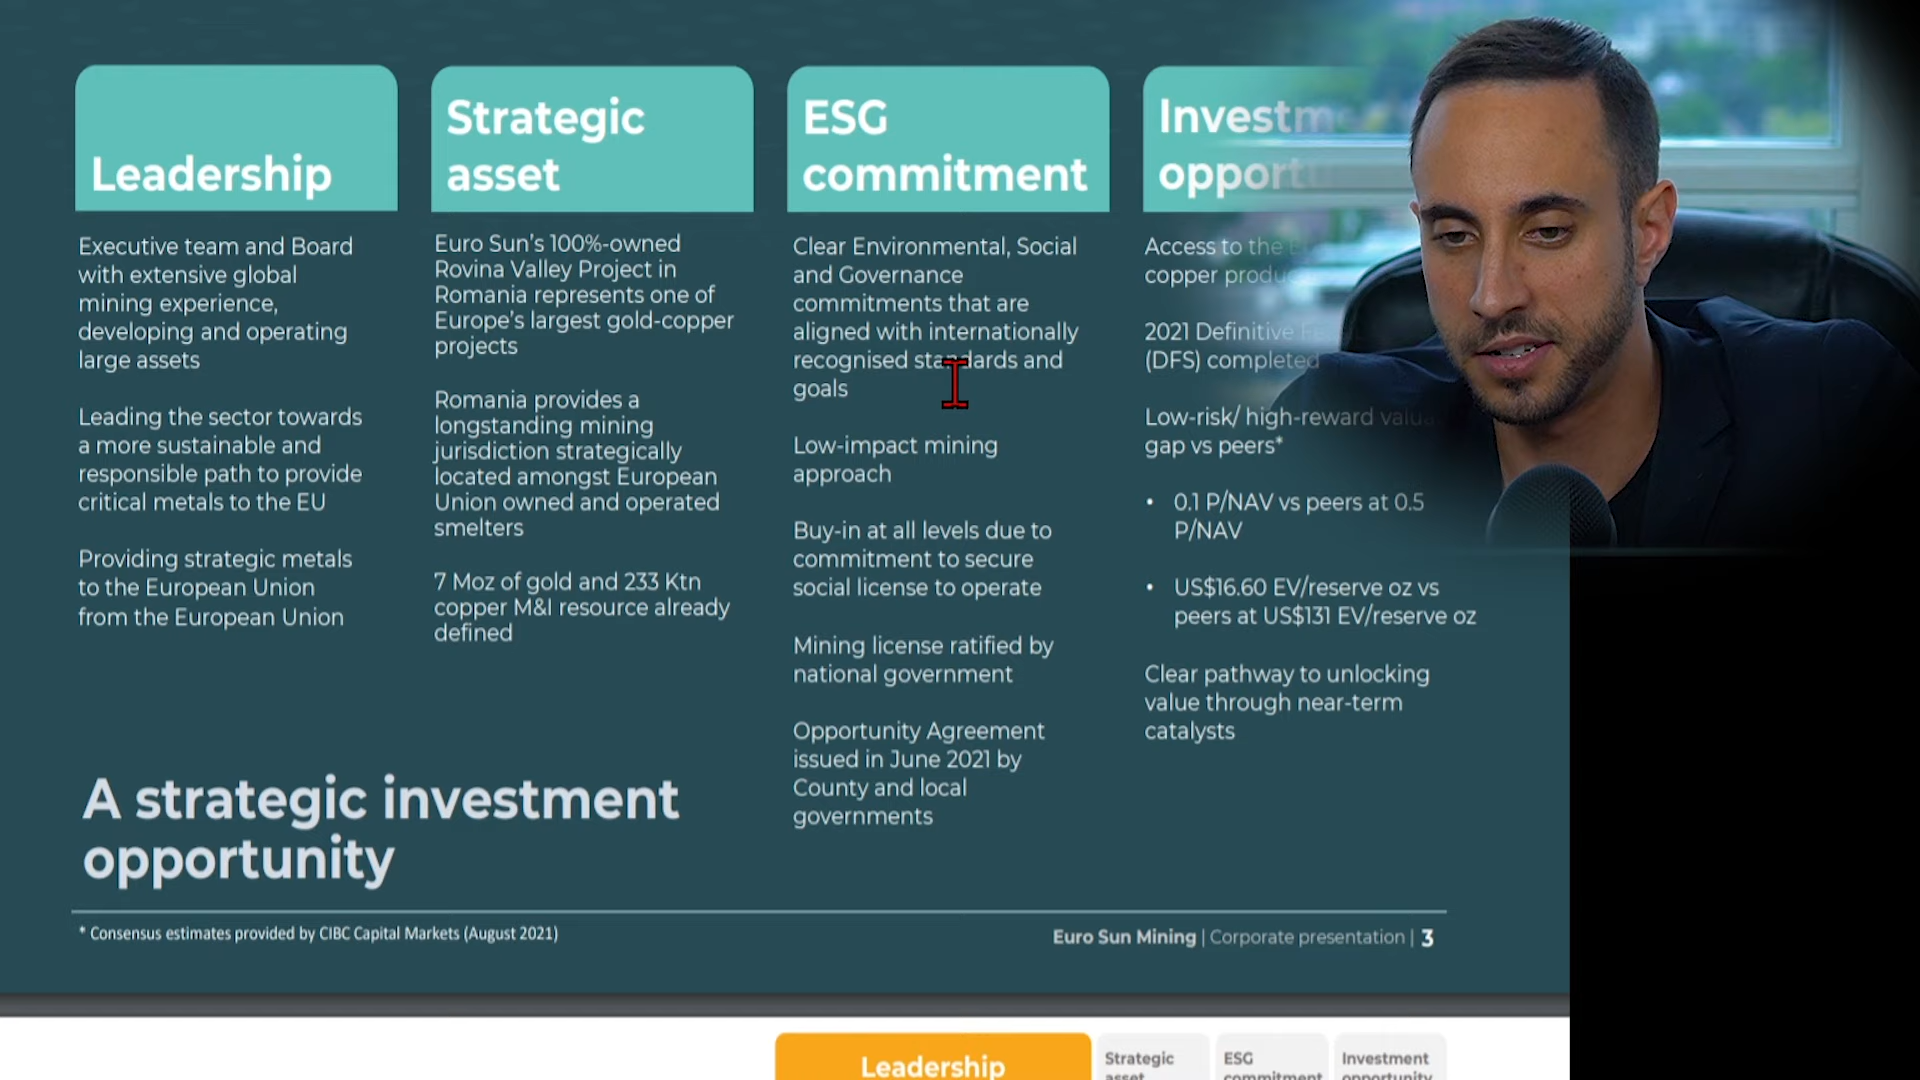 Leadership
Executive team and Board
with extensive global
mining experience,
developing and operating
large assets
Leading the sector towards
a more sustainable and
responsible path to provide
critical metals to the EU
Providing strategic metals
to the European Union
from the European Union
Strategic
asset
Euro Sun's 100%-owned
Rovina Valley Project in
Romania represents one of
Europe's largest gold-copper
projects
Romania provides a
longstanding mining
jurisdiction strategically
located amongst European
Union owned and operated
smelters
7 Moz of gold and 233 Ktn
copper M&I resource already
defined
ESG
commitment
Clear Environmental, Social
and Governance
commitments that are
aligned with internationally
recognised standards and
goals
Low-impact mining
approach
Buy-in at all levels due to
commitment to secure
social license to operate
Mining license ratified by
national government
Opportunity Agreement
issued in June 2021 by
County and local
governments
Access to the
copper
2021 Definitive
(DFS) completed
Low-risk/ high-reward
gap vs peers*
• 0.1 P/NAV vs peers at 0.5
P/NAV
• US$16.60 EV/reserve oz vs
peers at US$131 EV/reserve oz
Clear pathway to unlocking
value through near-term
catalysts
A strategic investment
opportunity
* Consensus estimates provided by CIBC Capital Markets (August 2021)
Euro Sun Mining | Corporate presentation | 3
Leadership
Strategic
asset
ESG
commitment
Investment
opportunity